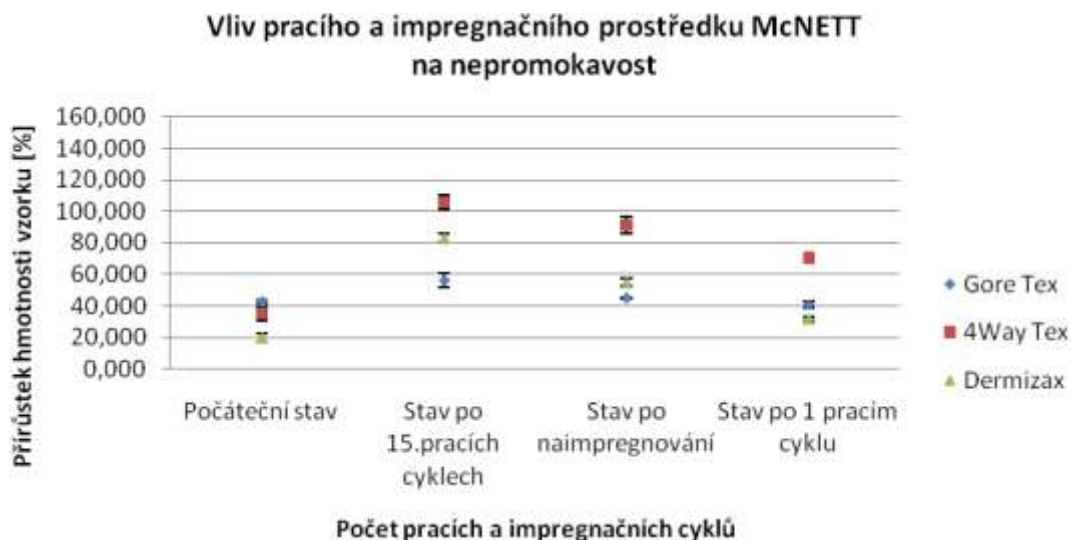 Vliv pracího a impregnačního prostředku McNETT
na nepromokavost
Přírůstek hmotnosti vzorku [%]
160,000
140,000
120,000
100,000
80,000
60,000
40,000
20,000
0,000
Počáteční stav
Stav po
15.pracích
cyklech
Stav po
naimpregnování
Stav po 1 pracím
cyklu
Gore Tex
4Way Tex
Dermizax
Počet pracích a impregnačních cyklů